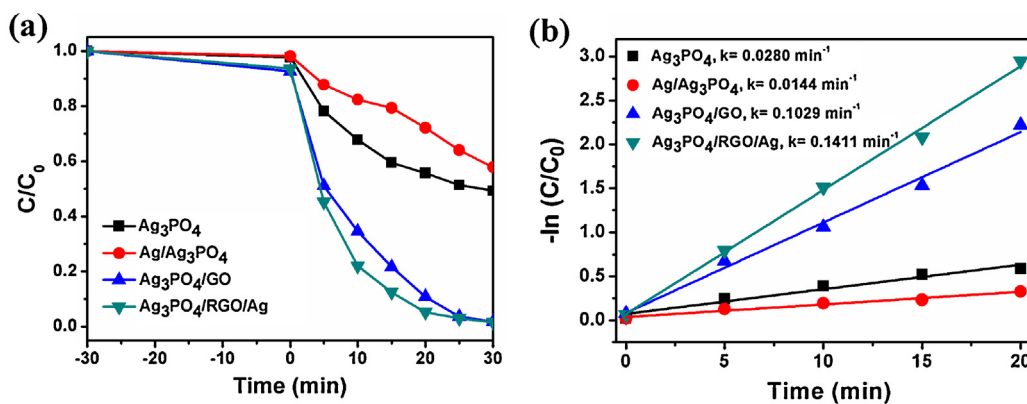 (a)
1.0
0.8
0.6
0.4
0.2
0.0
C/C₀
Ag₃PO₄
Ag/Ag₃PO₄
Ag₃PO₄/GO
Ag₃PO₄/RGO/Ag
-30
0
10
20
30
Time (min)
(b)
3.0
2.5
2.0
1.5
1.0
0.5
0.0
-ln (C/C₀)
Ag₃PO₄, k= 0.0280 min⁻¹
Ag/Ag₃PO₄, k= 0.0144 min⁻¹
Ag₃PO₄/GO, k= 0.1029 min⁻¹
Ag₃PO₄/RGO/Ag, k= 0.1411 min⁻¹
0
5
10
15
20
Time (min)